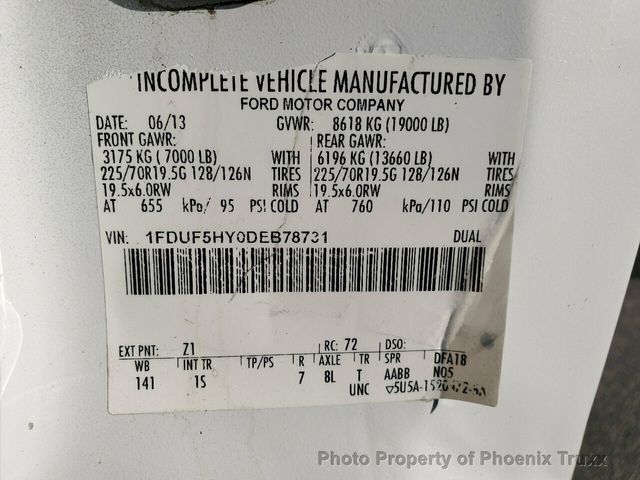 INCOMPLETE VEHICLE MANUFACTURED BY
FORD MOTOR COMPANY
DATE: 06/13 GVWR: 8618 KG (19000 LB)
FRONT GAWR: REAR GAWR:
3175 KG ( 7000 LB) WITH 6196 KG (13660 LB) WITH
225/70R19.5G 128/126N TIRES 225/70R19.5G 128/126N TIRES
19.5x6.0RW RIMS 19.5x6.0RW RIMS
AT 655 kPa/ 95 PSI COLD AT 760 kPa/110 PSI COLD
VIN: 1FDUF5HY0DEB78731 DUAL
EXT PNT: Z1 RC: 72 DSO:
WB INT TR TP/PS R AXLE TR SPR DFA18
141 1S 7 8L T AABB N05
UNC
Photo Property of Phoenix Truxx